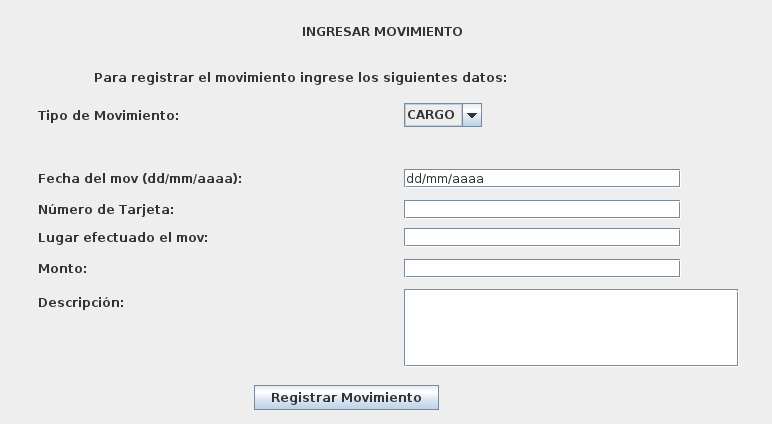 INGRESAR MOVIMIENTO
Para registrar el movimiento ingrese los siguientes datos:
Tipo de Movimiento: CARGO
Fecha del mov (dd/mm/aaaa): dd/mm/aaaa
Número de Tarjeta:
Lugar efectuado el mov:
Monto:
Descripción:
Registrar Movimiento